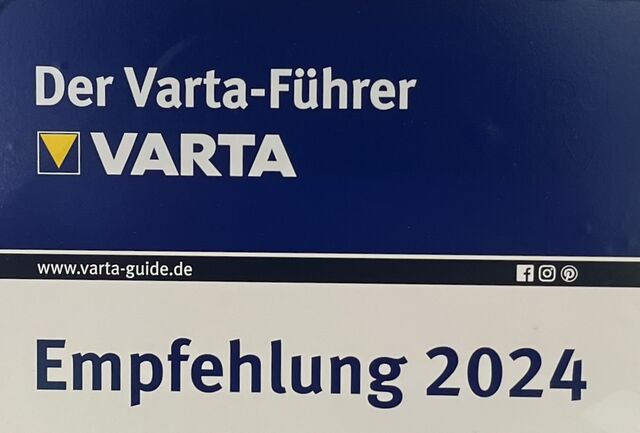 Der Varta-Führer
VARTA
www.varta-guide.de
Empfehlung 2024